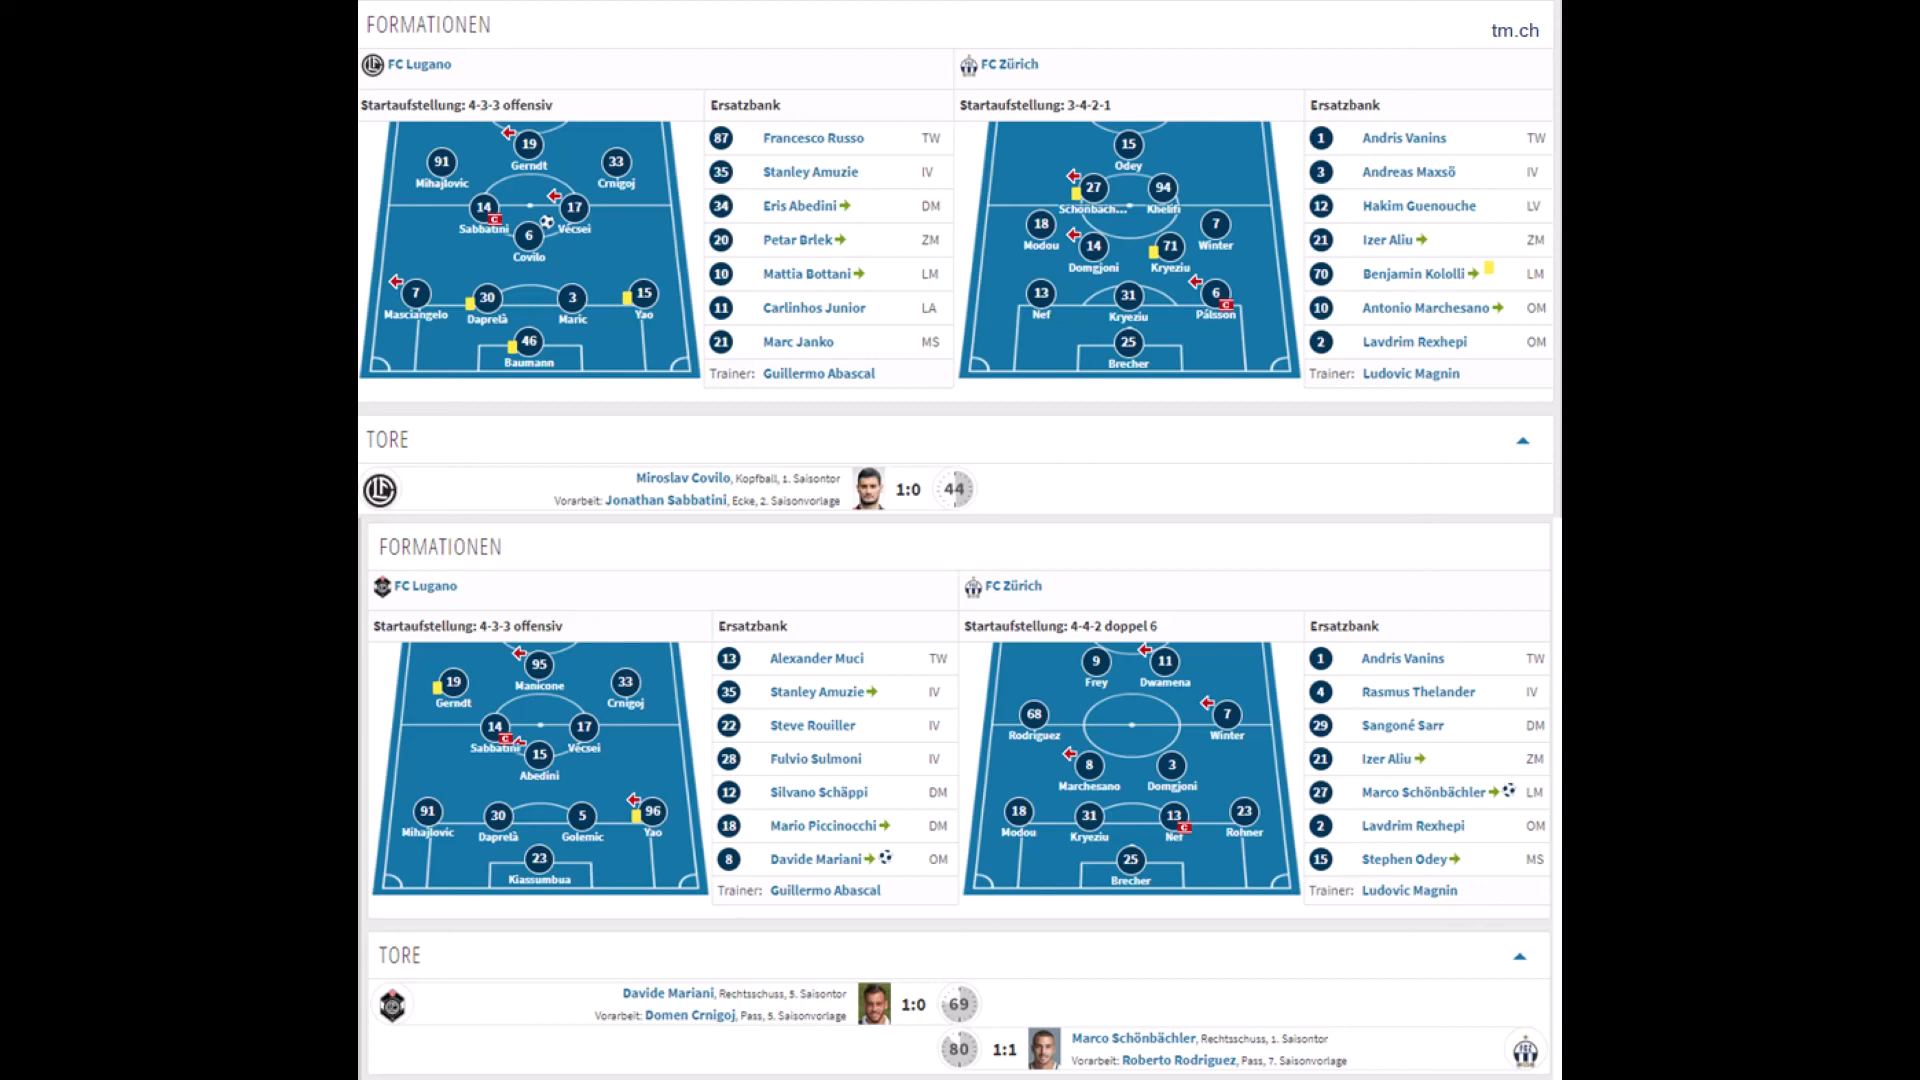 FORMATIONEN
tm.ch
FC Lugano
FC Zürich
Startaufstellung: 4-3-3 offensiv
Ersatzbank
Startaufstellung: 3-4-2-1
Ersatzbank
19
Gerndt
91
Mihajlovic
33
Crnigoj
14
Sabbatini
C
17
Vécsei
6
Covilo
7
Masciangelo
30
Daprelà
3
Maric
15
Yao
46
Baumann
87 Francesco Russo TW
35 Stanley Amuzie IV
34 Eris Abedini DM
20 Petar Brlek ZM
10 Mattia Bottani LM
11 Carlinhos Junior LA
21 Marc Janko MS
Trainer: Guillermo Abascal
15
Odey
27
Schönbäch...
94
Khelifi
18
Modou
14
Domgjoni
71
Kryeziu
7
Winter
13
Nef
31
Kryeziu
6
C
Pálsson
25
Brecher
1 Andris Vanins TW
3 Andreas Maxsö IV
12 Hakim Guenouche LV
21 Izer Aliu ZM
70 Benjamin Kololli LM
10 Antonio Marchesano OM
2 Lavdrim Rexhepi OM
Trainer: Ludovic Magnin
TORE
Miroslav Covilo, Kopfball, 1. Saisontor
Vorarbeit: Jonathan Sabbatini, Ecke, 2. Saisonvorlage
1:0 44
FORMATIONEN
FC Lugano
FC Zürich
Startaufstellung: 4-3-3 offensiv
Ersatzbank
Startaufstellung: 4-4-2 doppel 6
Ersatzbank
95
Manicone
19
Gerndt
33
Crnigoj
14
C
Sabbatini
17
Vécsei
15
Abedini
91
Mihajlovic
30
Daprelà
5
Golemic
96
Yao
23
Kiassumbua
13 Alexander Muci TW
35 Stanley Amuzie IV
22 Steve Rouiller IV
28 Fulvio Sulmoni IV
12 Silvano Schäppi DM
18 Mario Piccinocchi DM
8 Davide Mariani OM
Trainer: Guillermo Abascal
9
Frey
11
Dwamena
68
Rodriguez
7
Winter
8
Marchesano
3
Domgjoni
18
Modou
31
Kryeziu
13
C
Nef
23
Rohner
25
Brecher
1 Andris Vanins TW
4 Rasmus Thelander IV
29 Sangoné Sarr DM
21 Izer Aliu ZM
27 Marco Schönbächler LM
2 Lavdrim Rexhepi OM
15 Stephen Odey MS
Trainer: Ludovic Magnin
TORE
Davide Mariani, Rechtsschuss, 5. Saisontor
Vorarbeit: Domen Crnigoj, Pass, 5. Saisonvorlage
1:0 69
80 1:1
Marco Schönbächler, Rechtsschuss, 1. Saisontor
Vorarbeit: Roberto Rodriguez, Pass, 7. Saisonvorlage